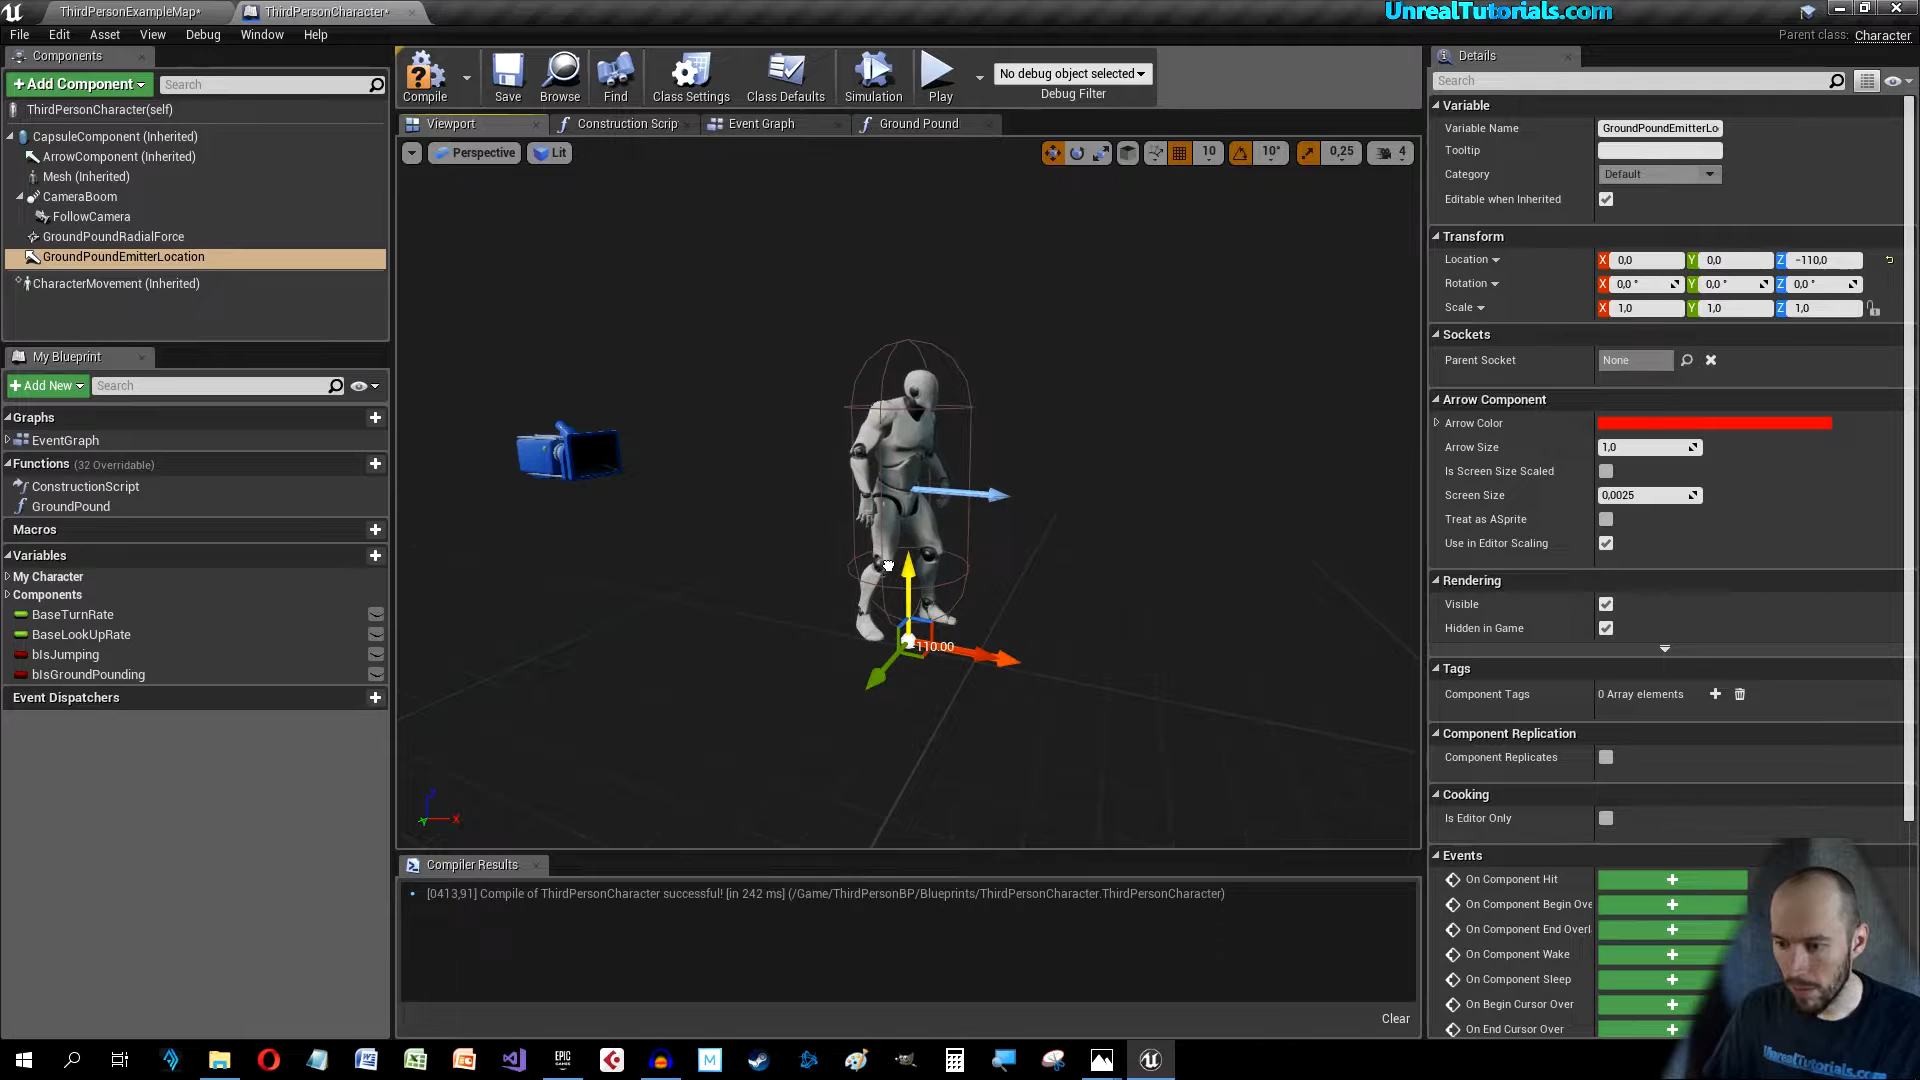 ThirdPersonExampleMap*
ThirdPersonCharacter*
UnrealTutorials.com
File Edit Asset View Debug Window Help
Parent class: Character
Components
+Add Component
Search
ThirdPersonCharacter(self)
CapsuleComponent (Inherited)
ArrowComponent (Inherited)
Mesh (Inherited)
CameraBoom
FollowCamera
GroundPoundRadialForce
GroundPoundEmitterLocation
CharacterMovement (Inherited)
My Blueprint
+Add New
Search
Graphs
EventGraph
Functions (32 Overridable)
ConstructionScript
GroundPound
Macros
Variables
My Character
Components
BaseTurnRate
BaseLookUpRate
bIsJumping
bIsGroundPounding
Event Dispatchers
Compile
Save
Browse
Find
Class Settings
Class Defaults
Simulation
Play
No debug object selected
Debug Filter
Viewport
Construction Scrip
Event Graph
Ground Pound
Perspective
Lit
10
10°
0,25
4
110.00
Z
X
Y
Compiler Results
[0413,91] Compile of ThirdPersonCharacter successful! [in 242 ms] (/Game/ThirdPersonBP/Blueprints/ThirdPersonCharacter.ThirdPersonCharacter)
Clear
Details
Search
Variable
Variable Name GroundPoundEmitterLo
Tooltip
Category Default
Editable when Inherited
Transform
Location X 0,0 Y 0,0 Z -110,0
Rotation X 0,0 ° Y 0,0 ° Z 0,0 °
Scale X 1,0 Y 1,0 Z 1,0
Sockets
Parent Socket None
Arrow Component
Arrow Color
Arrow Size 1,0
Is Screen Size Scaled
Screen Size 0,0025
Treat as ASprite
Use in Editor Scaling
Rendering
Visible
Hidden in Game
Tags
Component Tags 0 Array elements
Component Replication
Component Replicates
Cooking
Is Editor Only
Events
On Component Hit
On Component Begin Ove
On Component End Overl
On Component Wake
On Component Sleep
On Begin Cursor Over
On End Cursor Over
EPIC
GAMES
UnrealTutorials.com